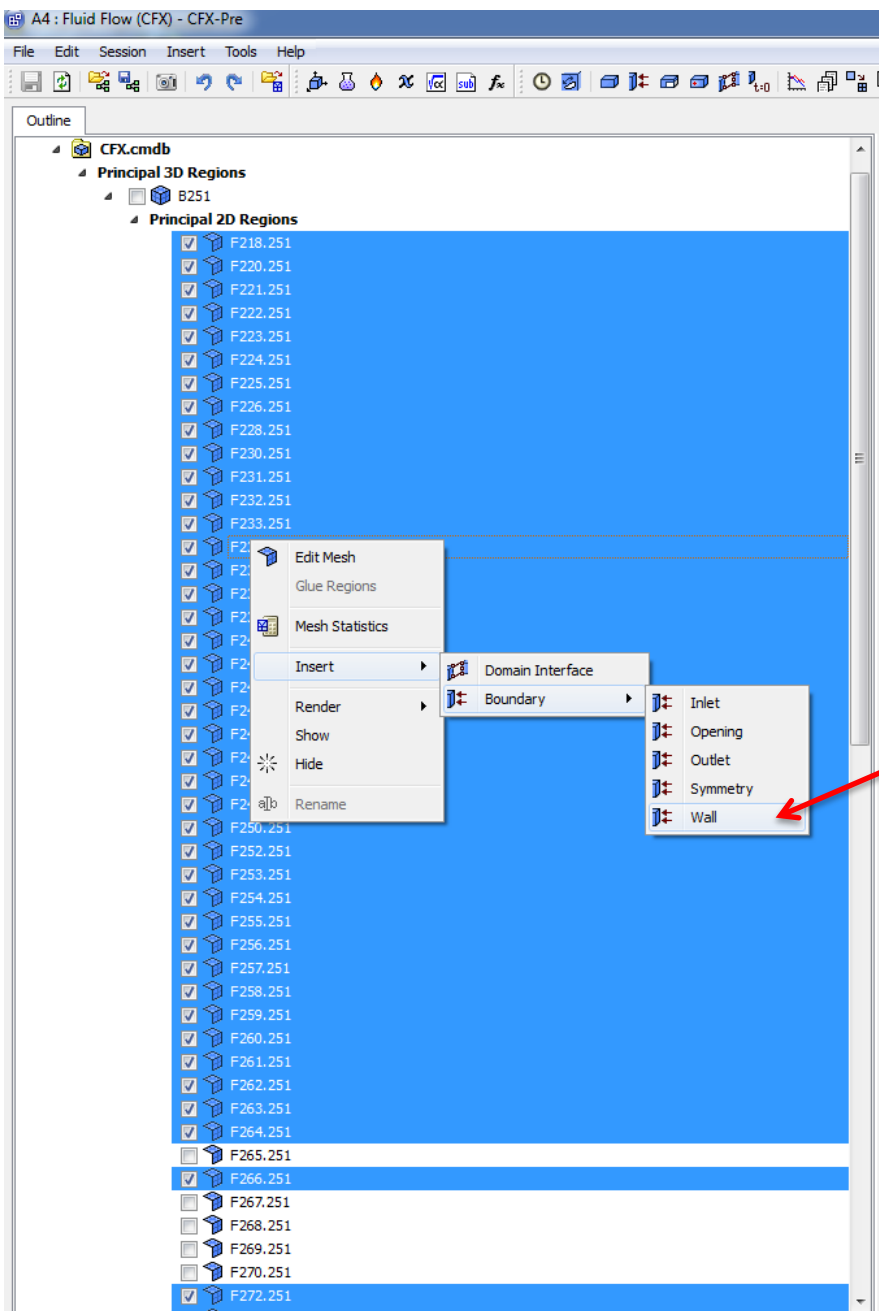 A4 : Fluid Flow (CFX) - CFX-Pre
File Edit Session Insert Tools Help
Outline
CFX.cmdb
Principal 3D Regions
B251
Principal 2D Regions
F218.251
F220.251
F221.251
F222.251
F223.251
F224.251
F225.251
F226.251
F228.251
F230.251
F231.251
F232.251
F233.251
Edit Mesh
Glue Regions
Mesh Statistics
Insert
Render
Show
Hide
Rename
Domain Interface
Boundary
Inlet
Opening
Outlet
Symmetry
Wall
F250.251
F252.251
F253.251
F254.251
F255.251
F256.251
F257.251
F258.251
F259.251
F260.251
F261.251
F262.251
F263.251
F264.251
F265.251
F266.251
F267.251
F268.251
F269.251
F270.251
F272.251